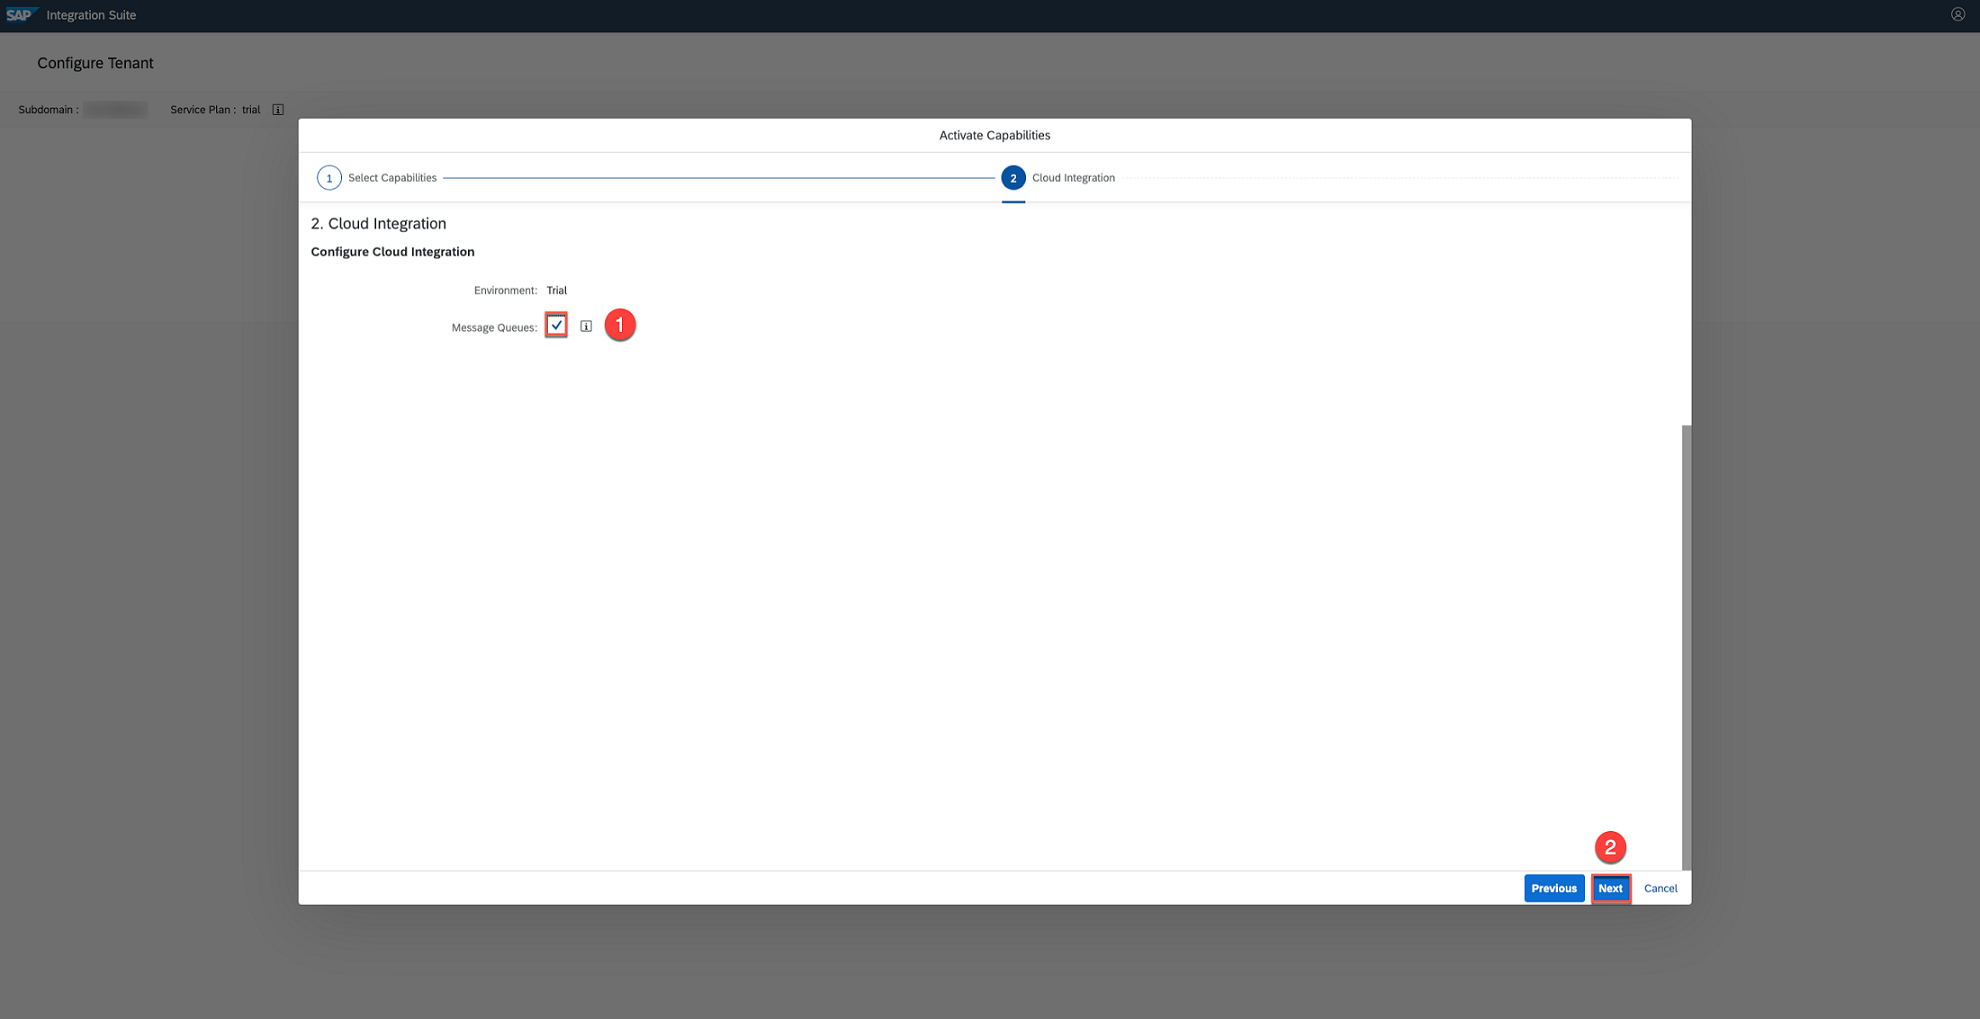 SAP Integration Suite
Configure Tenant
Subdomain : Service Plan : trial
Activate Capabilities
1 Select Capabilities 2 Cloud Integration
2. Cloud Integration
Configure Cloud Integration
Environment: Trial
Message Queues: 1
2
Previous Next Cancel